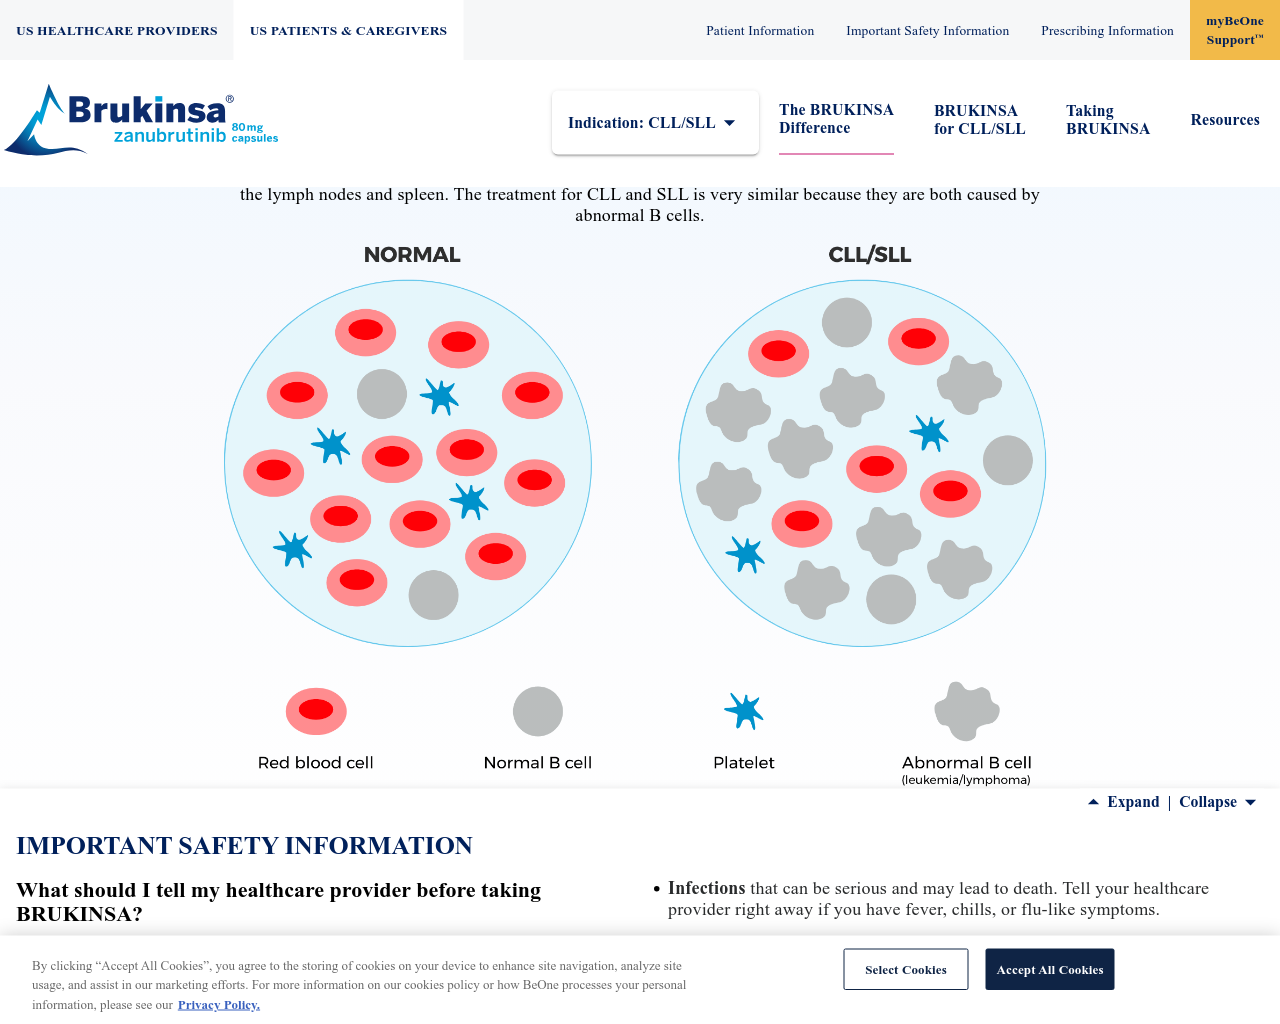 US HEALTHCARE PROVIDERS
US PATIENTS & CAREGIVERS
Patient Information
Important Safety Information
Prescribing Information
myBeOne
Support™
Brukinsa®
zanubrutinib 80mg
capsules
Indication: CLL/SLL
The BRUKINSA
Difference
BRUKINSA
for CLL/SLL
Taking
BRUKINSA
Resources
the lymph nodes and spleen. The treatment for CLL and SLL is very similar because they are both caused by
abnormal B cells.
NORMAL
CLL/SLL
Red blood cell
Normal B cell
Platelet
Abnormal B cell
(leukemia/lymphoma)
Expand | Collapse
IMPORTANT SAFETY INFORMATION
What should I tell my healthcare provider before taking
BRUKINSA?
• Infections that can be serious and may lead to death. Tell your healthcare
provider right away if you have fever, chills, or flu-like symptoms.
By clicking “Accept All Cookies”, you agree to the storing of cookies on your device to enhance site navigation, analyze site
usage, and assist in our marketing efforts. For more information on our cookies policy or how BeOne processes your personal
information, please see our Privacy Policy.
Select Cookies
Accept All Cookies